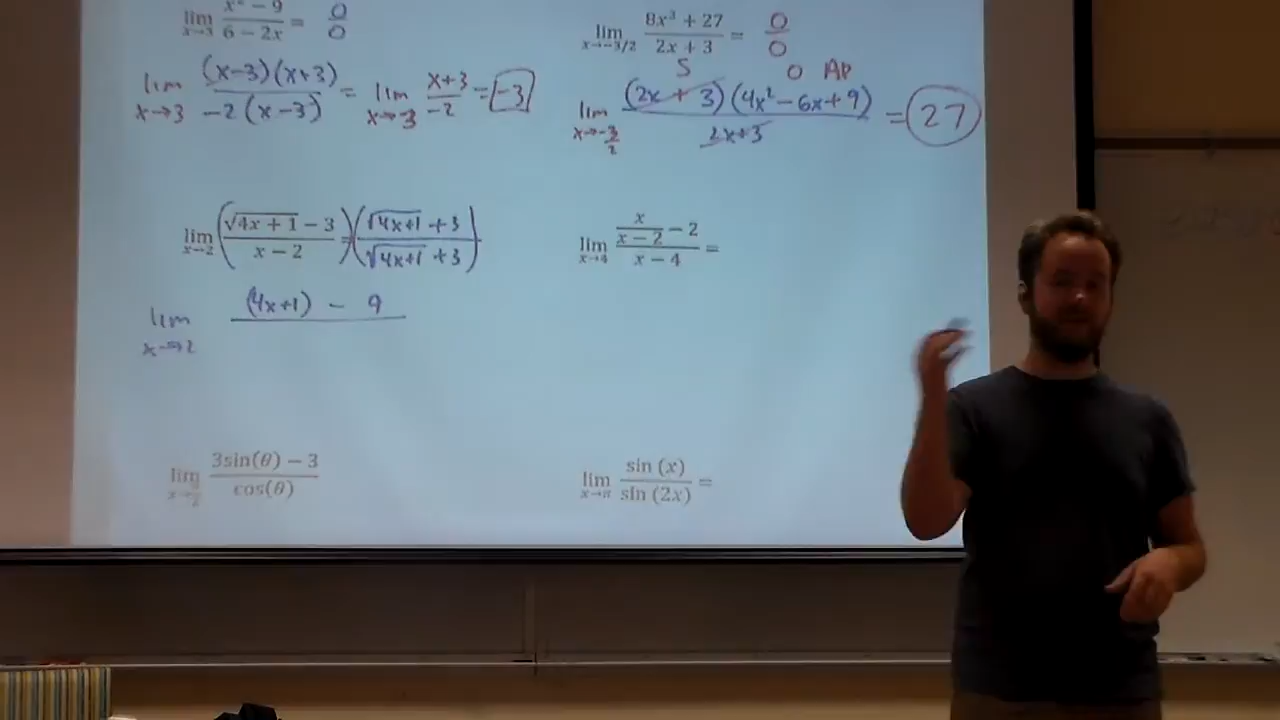 lim x→3 x² − 9 / 6 − 2x = 0/0
lim x→3 (x−3)(x+3) / −2(x−3) = lim x→3 x+3 / −2 = −3
lim x→−3/2 8x³ + 27 / 2x + 3 = 0/0
S O AP
lim x→−3/2 (2x + 3)(4x² − 6x + 9) / 2x+3 = 27
lim x→2 (√(4x + 1) − 3 / x − 2 =)(√(4x+1) + 3 / √(4x+1) + 3)
lim x→2 (4x+1) − 9
lim x→4 x/(x − 2) − 2 / x − 4 =
3sin(θ) − 3 / cos(θ)
lim x→π sin (x) / sin (2x) =